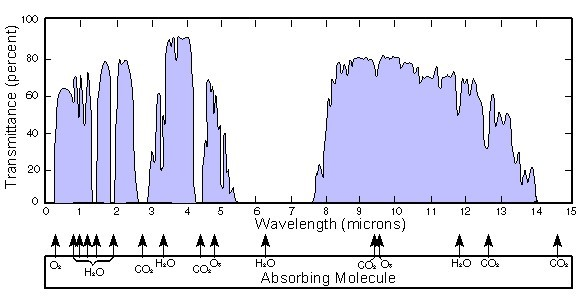 Transmittance (percent)
100
80
60
40
20
0
0 1 2 3 4 5 6 7 8 9 10 11 12 13 14 15
Wavelength (microns)
O₂ H₂O CO₂ H₂O CO₂ O₃ H₂O CO₂ O₃ H₂O CO₂ CO₂
Absorbing Molecule